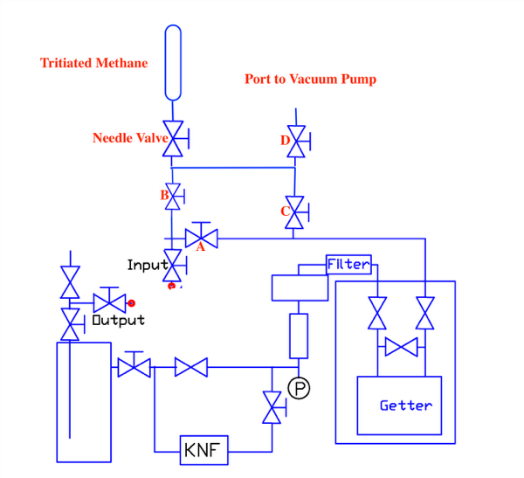 Tritiated Methane
Port to Vacuum Pump
Needle Valve
D
B
C
A
Input
Filter
Output
P
Getter
KNF